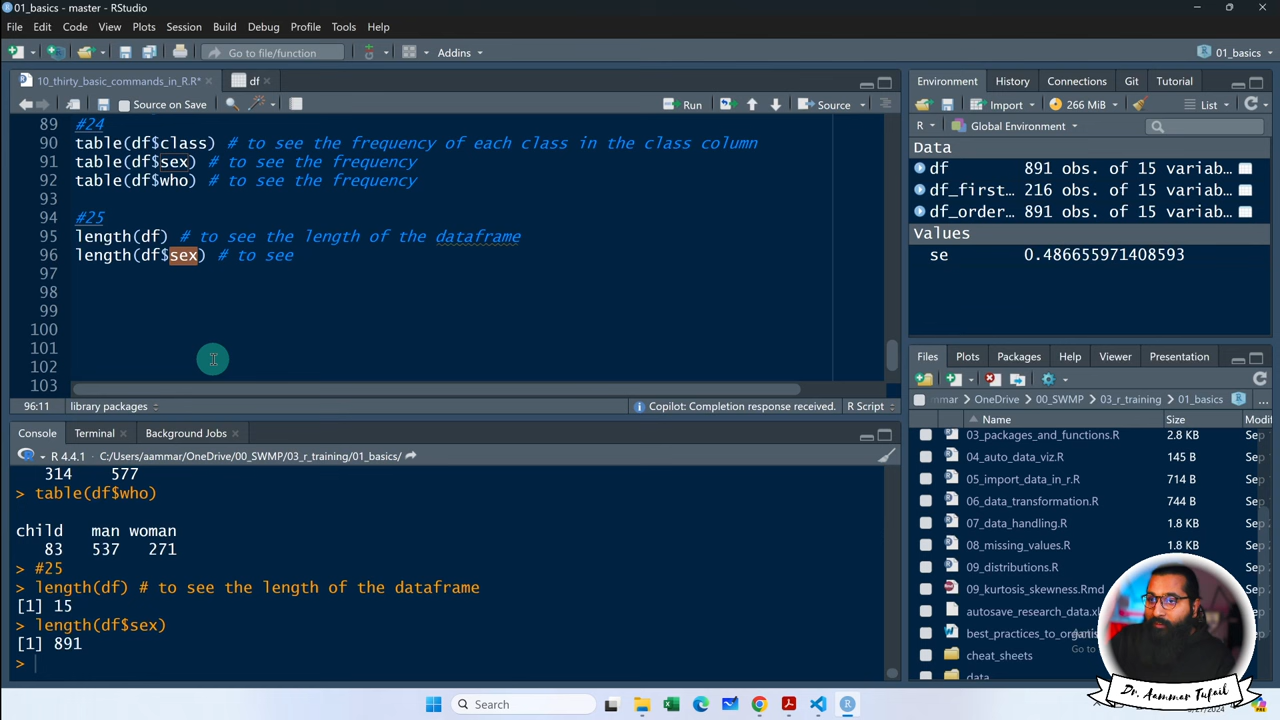 01_basics - master - RStudio
File Edit Code View Plots Session Build Debug Profile Tools Help
Go to file/function Addins 01_basics
10_thirty_basic_commands_in_R.R* df
Source on Save Run Source
89 #24
90 table(df$class) # to see the frequency of each class in the class column
91 table(df$sex) # to see the frequency
92 table(df$who) # to see the frequency
93
94 #25
95 length(df) # to see the length of the dataframe
96 length(df$sex) # to see
97
98
99
100
101
102
103
96:11 library packages Copilot: Completion response received. R Script
Console Terminal Background Jobs
R 4.4.1 · C:/Users/aammar/OneDrive/00_SWMP/03_r_training/01_basics/
314 577
> table(df$who)
child man woman
83 537 271
> #25
> length(df) # to see the length of the dataframe
[1] 15
> length(df$sex)
[1] 891
>
Environment History Connections Git Tutorial
Import 266 MiB List
R Global Environment
Data
df 891 obs. of 15 variab...
df_first... 216 obs. of 15 variab...
df_order... 891 obs. of 15 variab...
Values
se 0.486655971408593
Files Plots Packages Help Viewer Presentation
mmar OneDrive 00_SWMP 03_r_training 01_basics ...
Name Size Modif
03_packages_and_functions.R 2.8 KB Sep
04_auto_data_viz.R 145 B Sep
05_import_data_in_r.R 714 B Sep
06_data_transformation.R 744 B Sep
07_data_handling.R 1.8 KB Sep
08_missing_values.R 1.8 KB Sep
09_distributions.R Se
09_kurtosis_skewness.Rmd
autosave_research_data.xl
best_practices_to_organi
Go to
cheat_sheets
data
Dr. Aammar Tufail
Search